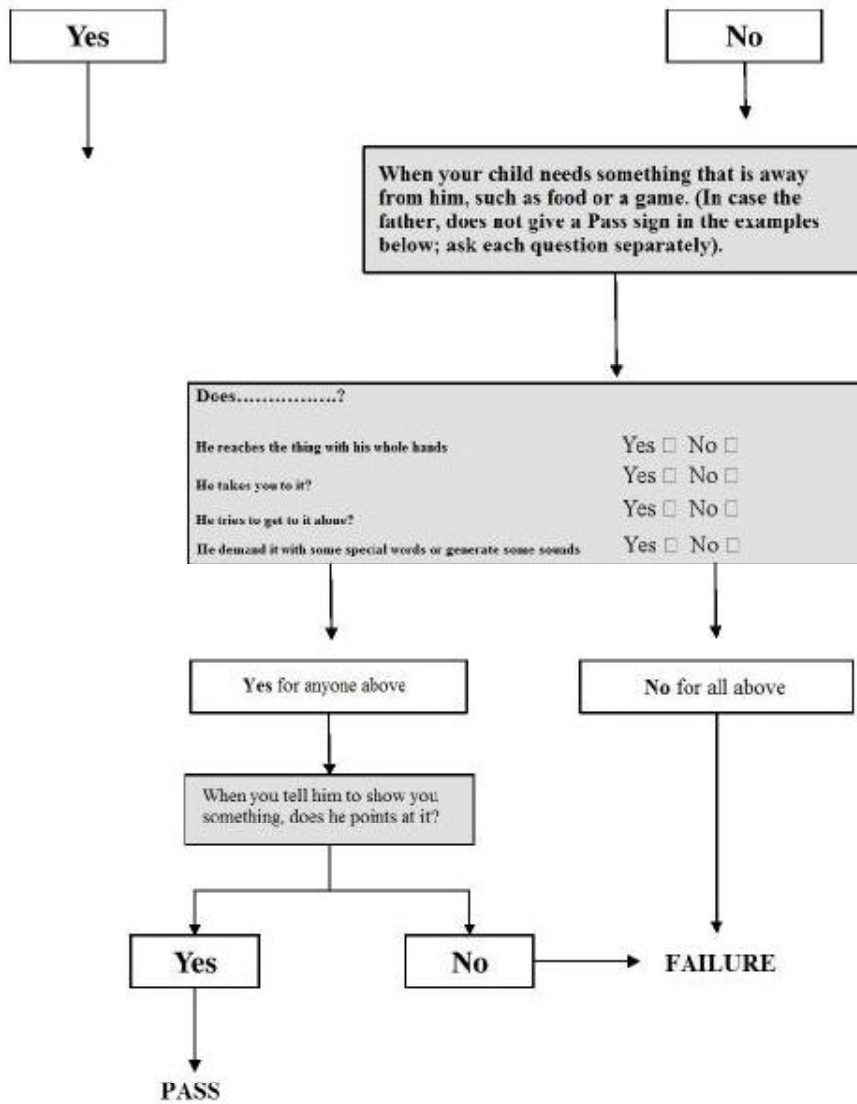 Yes
No
When your child needs something that is away
from him, such as food or a game. (In case the
father, does not give a Pass sign in the examples
below; ask each question separately).
Does……………..?
He reaches the thing with his whole hands Yes □ No □
He takes you to it? Yes □ No □
He tries to get to it alone? Yes □ No □
He demand it with some special words or generate some sounds Yes □ No □
Yes for anyone above
No for all above
When you tell him to show you
something, does he points at it?
Yes
No
FAILURE
PASS